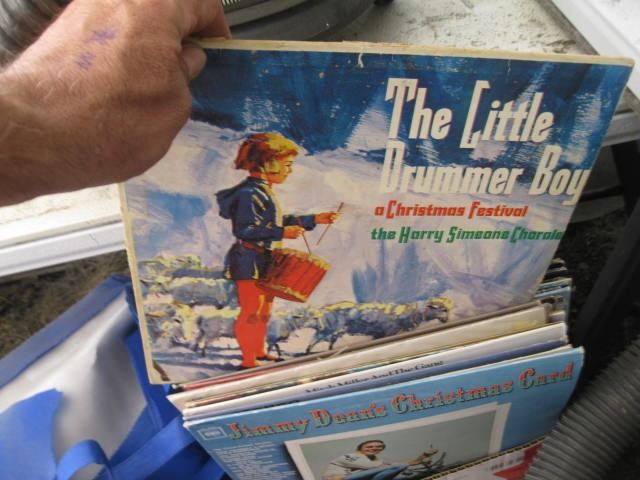 The Little
Drummer Boy
a Christmas Festival
the Harry Simeone Chorale
Mitch Miller And The Gang
Jimmy Dean's Christmas Card